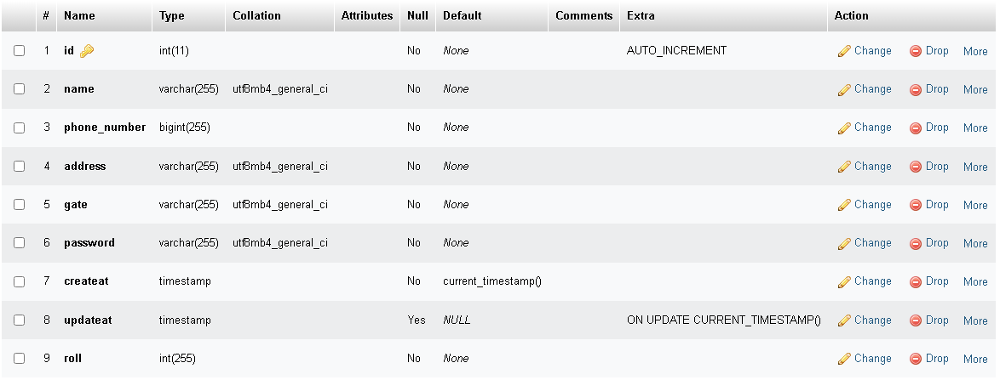 # Name Type Collation Attributes Null Default Comments Extra Action
1 id int(11) No None AUTO_INCREMENT Change Drop More
2 name varchar(255) utf8mb4_general_ci No None Change Drop More
3 phone_number bigint(255) No None Change Drop More
4 address varchar(255) utf8mb4_general_ci No None Change Drop More
5 gate varchar(255) utf8mb4_general_ci No None Change Drop More
6 password varchar(255) utf8mb4_general_ci No None Change Drop More
7 createat timestamp No current_timestamp() Change Drop More
8 updateat timestamp Yes NULL ON UPDATE CURRENT_TIMESTAMP() Change Drop More
9 roll int(255) No None Change Drop More